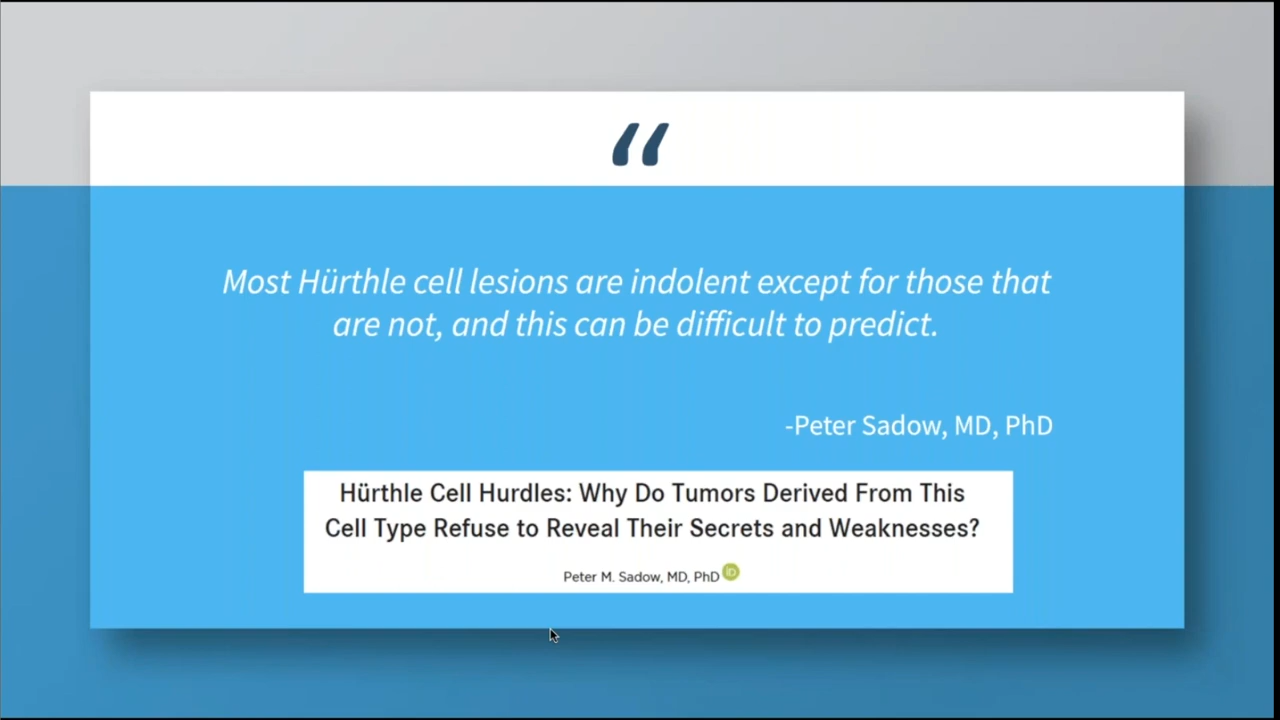 “
Most Hürthle cell lesions are indolent except for those that
are not, and this can be difficult to predict.
-Peter Sadow, MD, PhD
Hürthle Cell Hurdles: Why Do Tumors Derived From This
Cell Type Refuse to Reveal Their Secrets and Weaknesses?
Peter M. Sadow, MD, PhD iD